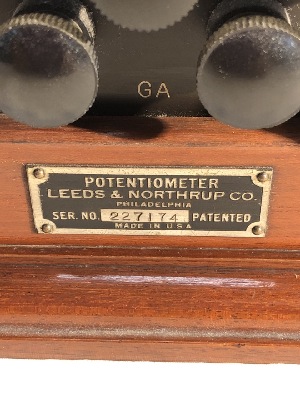 GA
POTENTIOMETER
LEEDS & NORTHRUP CO.
PHILADELPHIA
SER. NO. 227174 PATENTED
MADE IN U.S.A